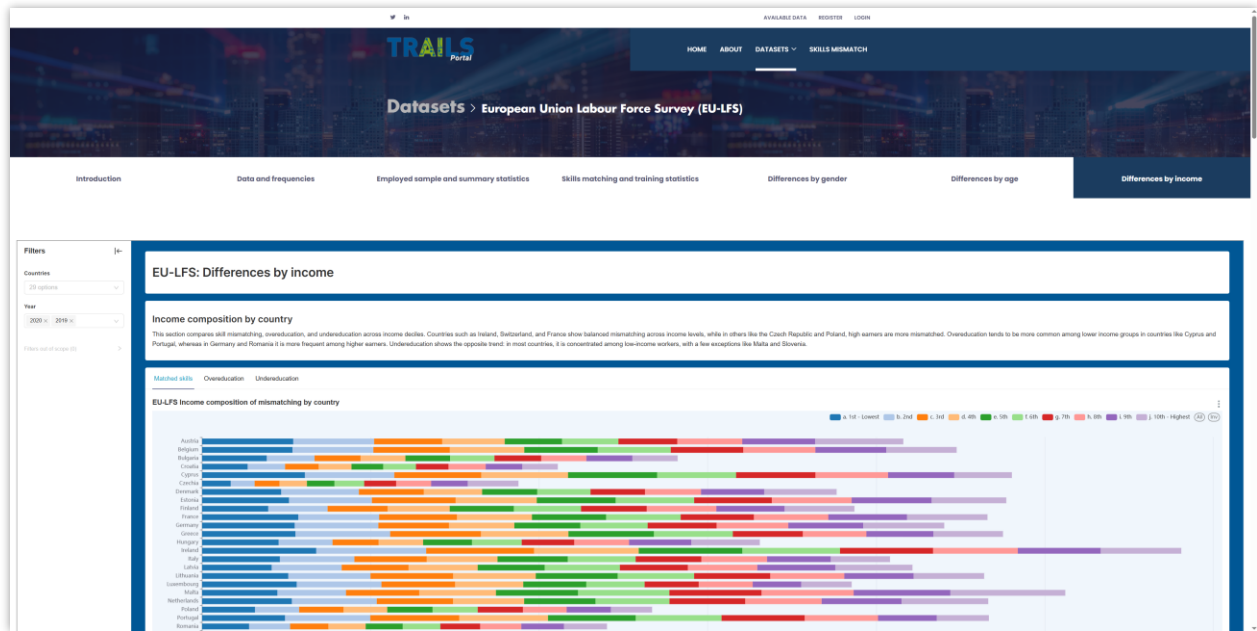 AVAILABLE DATA REGISTER LOGIN
TRAILS
Portal
HOME ABOUT DATASETS SKILLS MISMATCH
Datasets > European Union Labour Force Survey (EU-LFS)
Introduction Data and frequencies Employed sample and summary statistics Skills matching and training statistics Differences by gender Differences by age Differences by income
Filters
Countries
20 options
Year
2020 × 2019 ×
Filters out of scope (0)
EU-LFS: Differences by income
Income composition by country
This section compares skill mismatching, overeducation, and undereducation across income deciles. Countries such as Ireland, Switzerland, and France show balanced mismatching across income levels, while in others like the Czech Republic and Poland, high earners are more mismatched. Overeducation tends to be more common among lower income groups in countries like Cyprus and
Portugal, whereas in Germany and Romania it is more frequent among higher earners. Undereducation shows the opposite trend: in most countries, it is concentrated among low-income workers, with a few exceptions like Malta and Slovenia.
Matched skills Overeducation Undereducation
EU-LFS Income composition of mismatching by country
a. 1st - Lowest b. 2nd c. 3rd d. 4th e. 5th f. 6th g. 7th h. 8th i. 9th j. 10th - Highest All Inv
Austria
Belgium
Bulgaria
Croatia
Cyprus
Czechia
Denmark
Estonia
Finland
France
Germany
Greece
Hungary
Ireland
Italy
Latvia
Lithuania
Luxembourg
Malta
Netherlands
Poland
Portugal
Romania